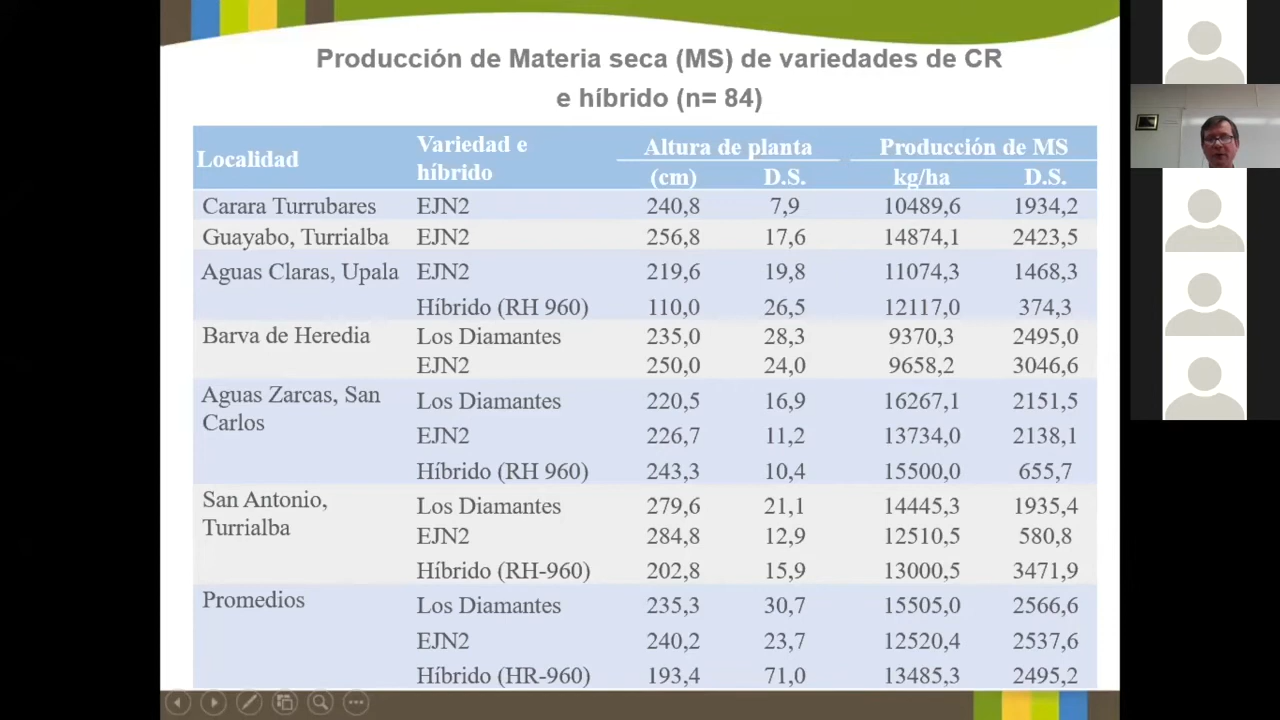 Producción de Materia seca (MS) de variedades de CR
e híbrido (n= 84)
Localidad Variedad e híbrido Altura de planta Producción de MS
(cm) D.S. kg/ha D.S.
Carara Turrubares EJN2 240,8 7,9 10489,6 1934,2
Guayabo, Turrialba EJN2 256,8 17,6 14874,1 2423,5
Aguas Claras, Upala EJN2 219,6 19,8 11074,3 1468,3
Híbrido (RH 960) 110,0 26,5 12117,0 374,3
Barva de Heredia Los Diamantes 235,0 28,3 9370,3 2495,0
EJN2 250,0 24,0 9658,2 3046,6
Aguas Zarcas, San Carlos Los Diamantes 220,5 16,9 16267,1 2151,5
EJN2 226,7 11,2 13734,0 2138,1
Híbrido (RH 960) 243,3 10,4 15500,0 655,7
San Antonio, Turrialba Los Diamantes 279,6 21,1 14445,3 1935,4
EJN2 284,8 12,9 12510,5 580,8
Híbrido (RH-960) 202,8 15,9 13000,5 3471,9
Promedios Los Diamantes 235,3 30,7 15505,0 2566,6
EJN2 240,2 23,7 12520,4 2537,6
Híbrido (HR-960) 193,4 71,0 13485,3 2495,2